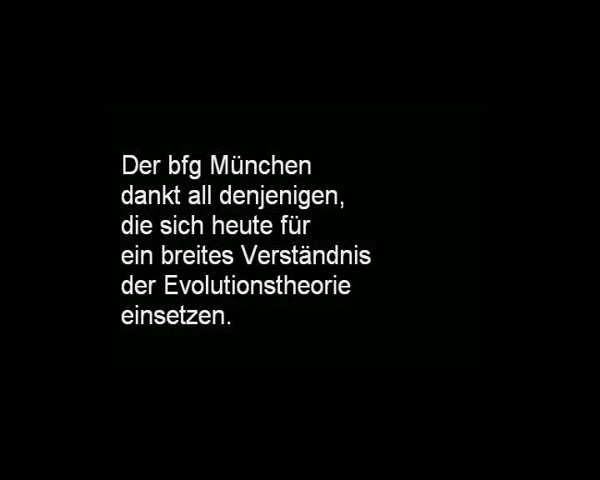 Der bfg München
dankt all denjenigen,
die sich heute für
ein breites Verständnis
der Evolutionstheorie
einsetzen.